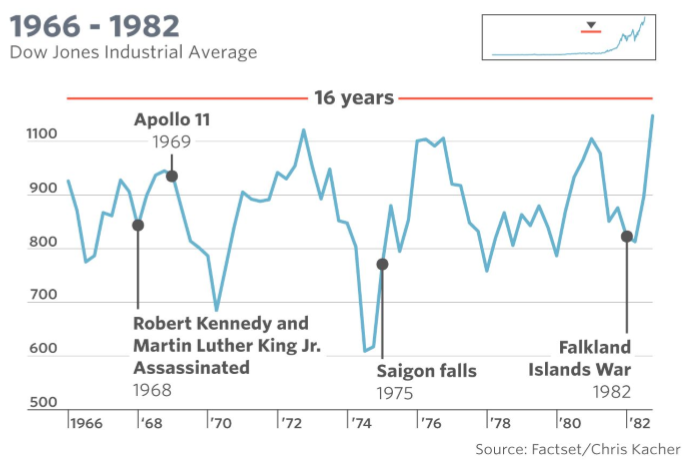 1966 - 1982
Dow Jones Industrial Average
16 years
Apollo 11
1969
1100
900
800
700
600
500
Robert Kennedy and
Martin Luther King Jr.
Assassinated
1968
Saigon falls
1975
Falkland
Islands War
1982
1966 '68 '70 '72 '74 '76 '78 '80 '82
Source: Factset/Chris Kacher